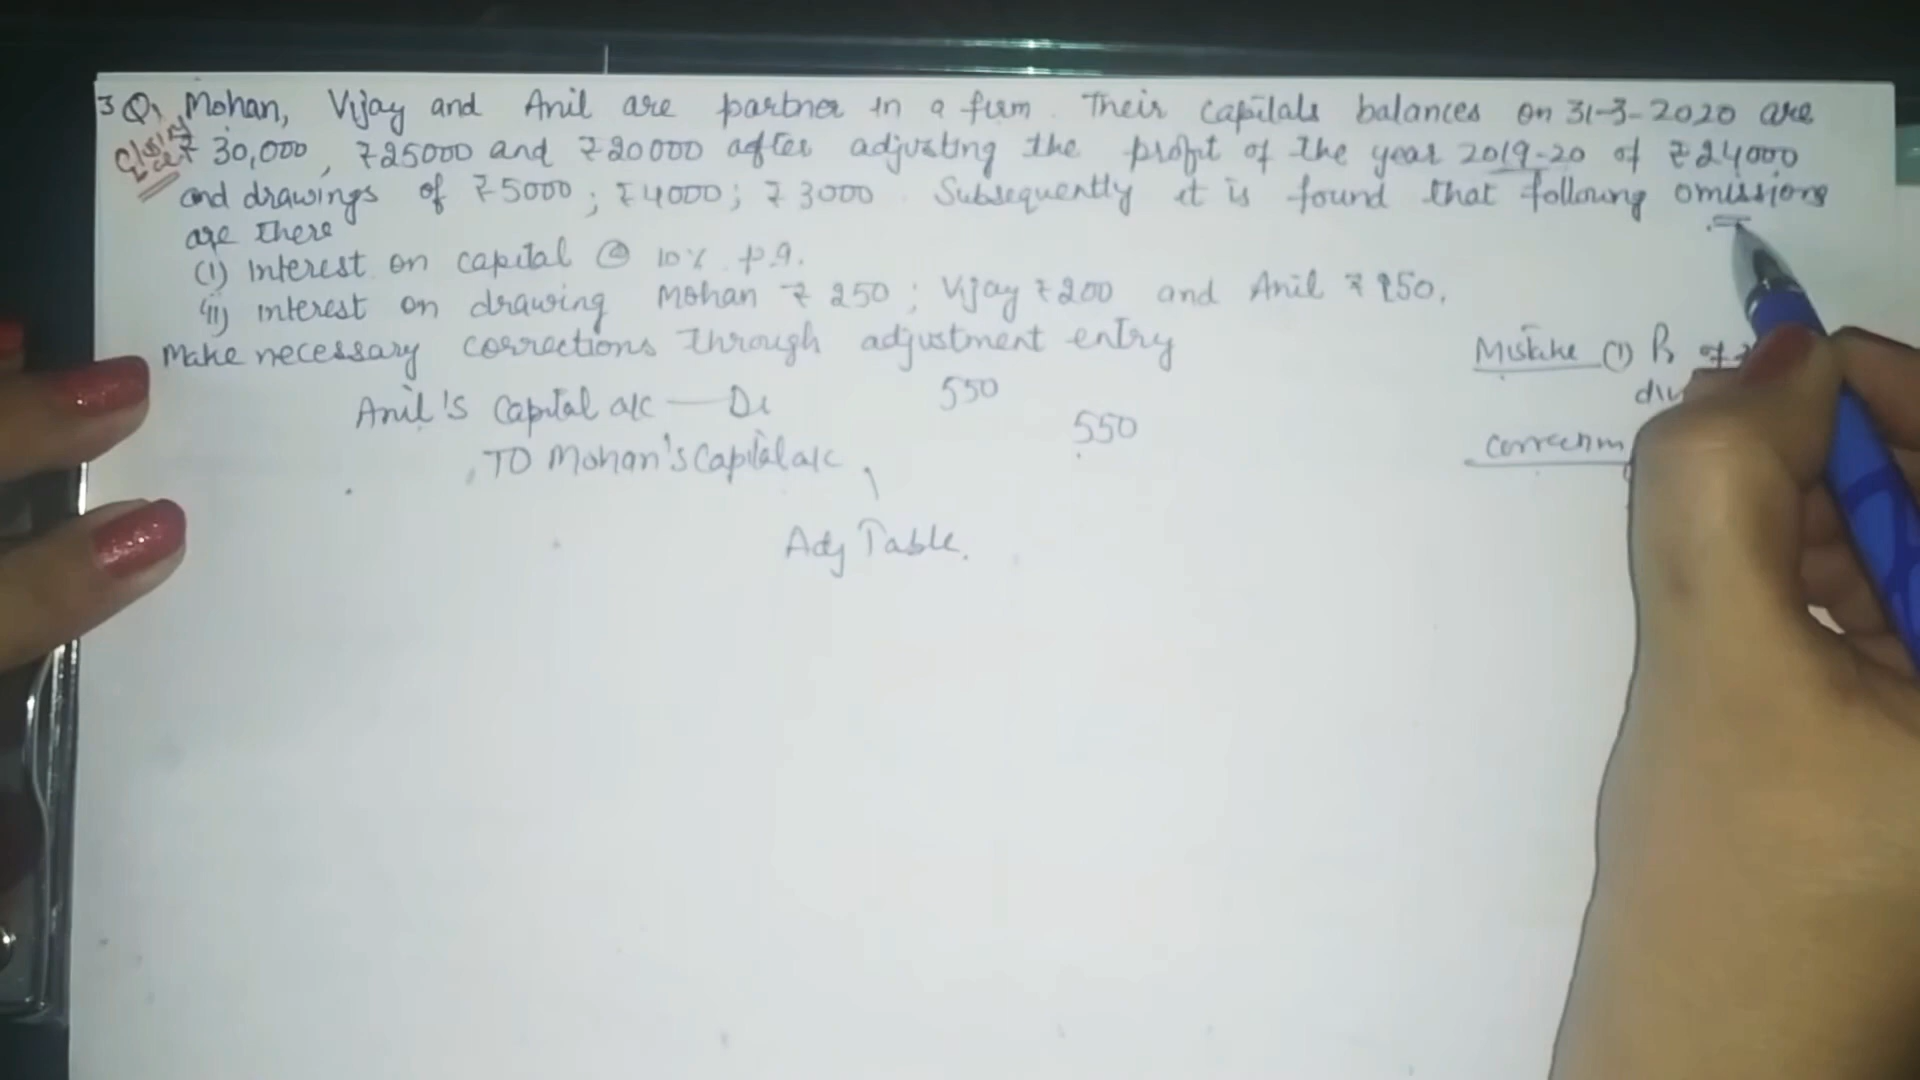 3 Q, Mohan, Vijay and Anil are partner in a firm. Their capitals balances on 31-3-2020 are
Closing ₹ 30,000, ₹25000 and ₹20000 after adjusting the profit of the year 2019-20 of ₹24000
and drawings of ₹5000; ₹4000; ₹3000. Subsequently it is found that following omissions
are there
(i) Interest on capital @ 10% p.a.
(ii) interest on drawing Mohan ₹ 250; Vijay ₹200 and Anil ₹150.
Make necessary corrections through adjustment entry
Mistake (1)
Anil's Capital a/c — Dr 550
To Mohan's Capital a/c 550
Correction
Adj Table.